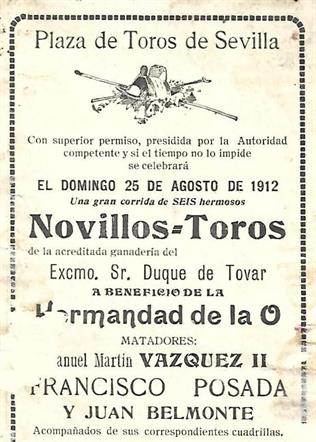 Plaza de Toros de Sevilla
Con superior permiso, presidida por la Autoridad
competente y si el tiempo no lo impide
se celebrará
EL DOMINGO 25 DE AGOSTO DE 1912
Una gran corrida de SEIS hermosos
Novillos=Toros
de la acreditada ganadería del
Excmo. Sr. Duque de Tovar
A BENEFICIO DE LA
Hermandad de la O
MATADORES:
anuel Martín VAZQUEZ II
FRANCISCO POSADA
Y JUAN BELMONTE
Acompañados de sus correspondientes cuadrillas.